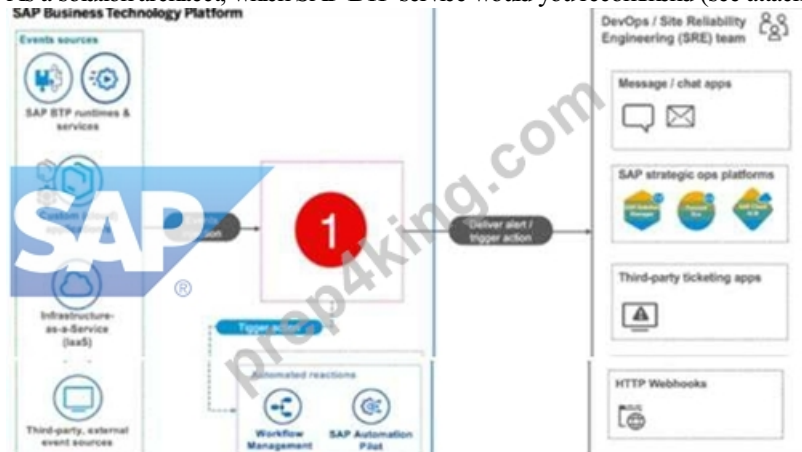 SAP Business Technology Platform
Events sources
SAP BTP runtimes &
services
SAP
®
Infrastructure-
as-a-Service
(IaaS)
Third-party, external
event sources
1
Tigger action
Automated reactions
Workflow
Management
SAP Automation
Pilot
Deliver alert /
trigger action
DevOps / Site Reliability
Engineering (SRE) team
Message / chat apps
SAP strategic ops platforms
Third-party ticketing apps
HTTP Webhooks
prep4king.com